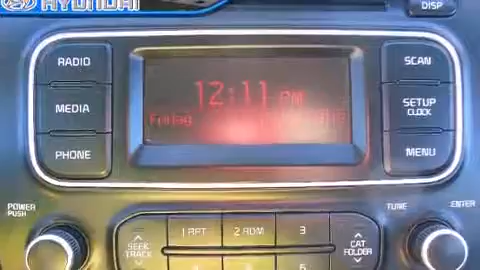 HYUNDAI
DISP
RADIO
MEDIA
PHONE
12:11 PM
Friday
SCAN
SETUP
CLOCK
MENU
POWER
PUSH
SEEK
TRACK
1 RPT
2 RDM
3
CAT
FOLDER
TUNE
ENTER